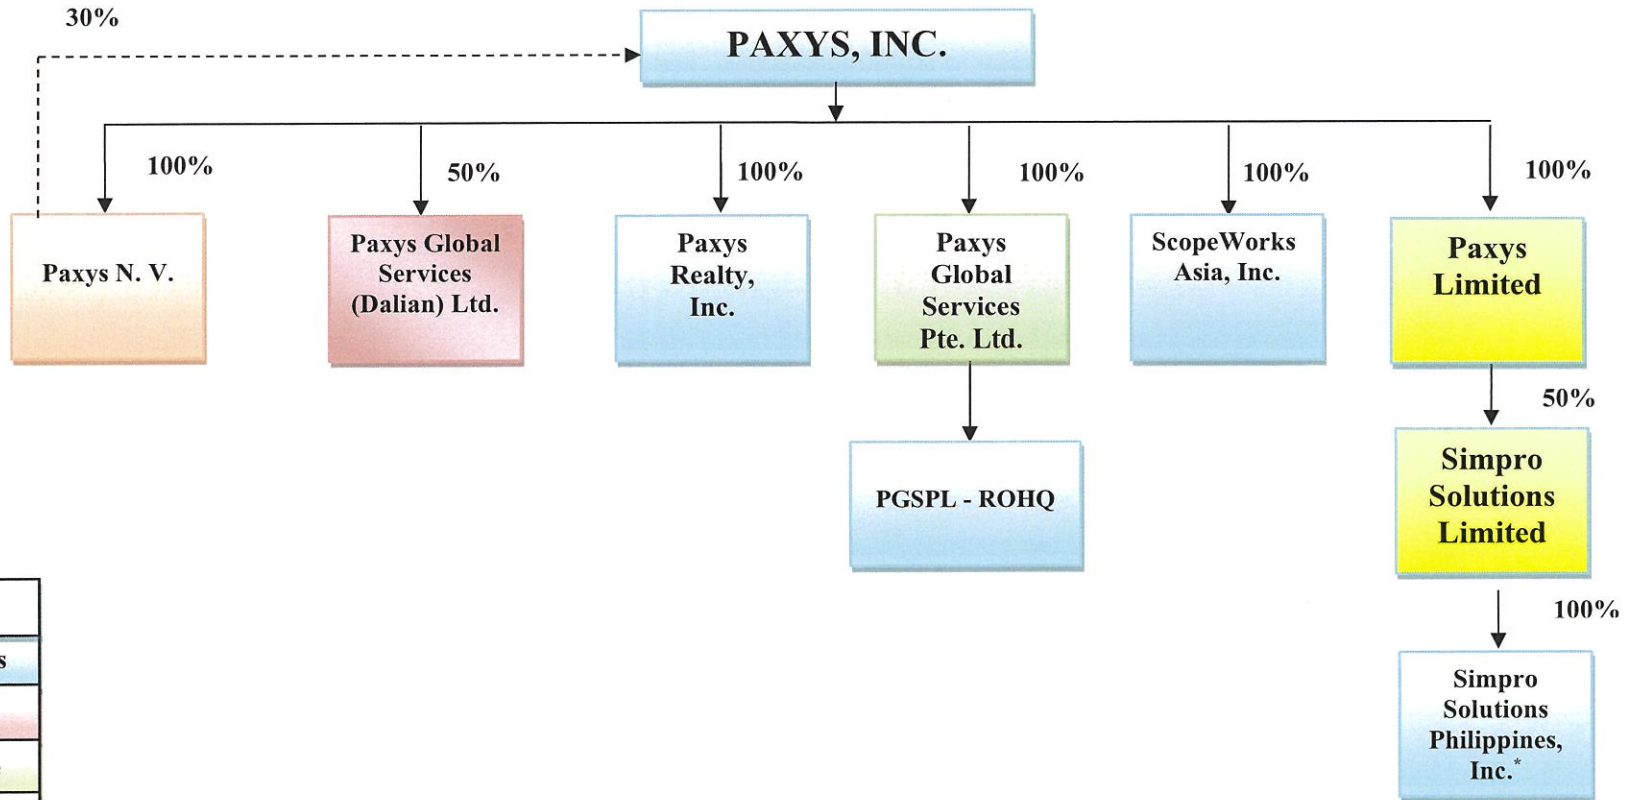 30%
PAXYS, INC.
100%
50%
100%
100%
100%
100%
Paxys N. V.
Paxys Global
Services
(Dalian) Ltd.
Paxys
Realty,
Inc.
Paxys
Global
Services
Pte. Ltd.
ScopeWorks
Asia, Inc.
Paxys
Limited
50%
PGSPL - ROHQ
Simpro
Solutions
Limited
100%
Simpro
Solutions
Philippines,
Inc.*
s